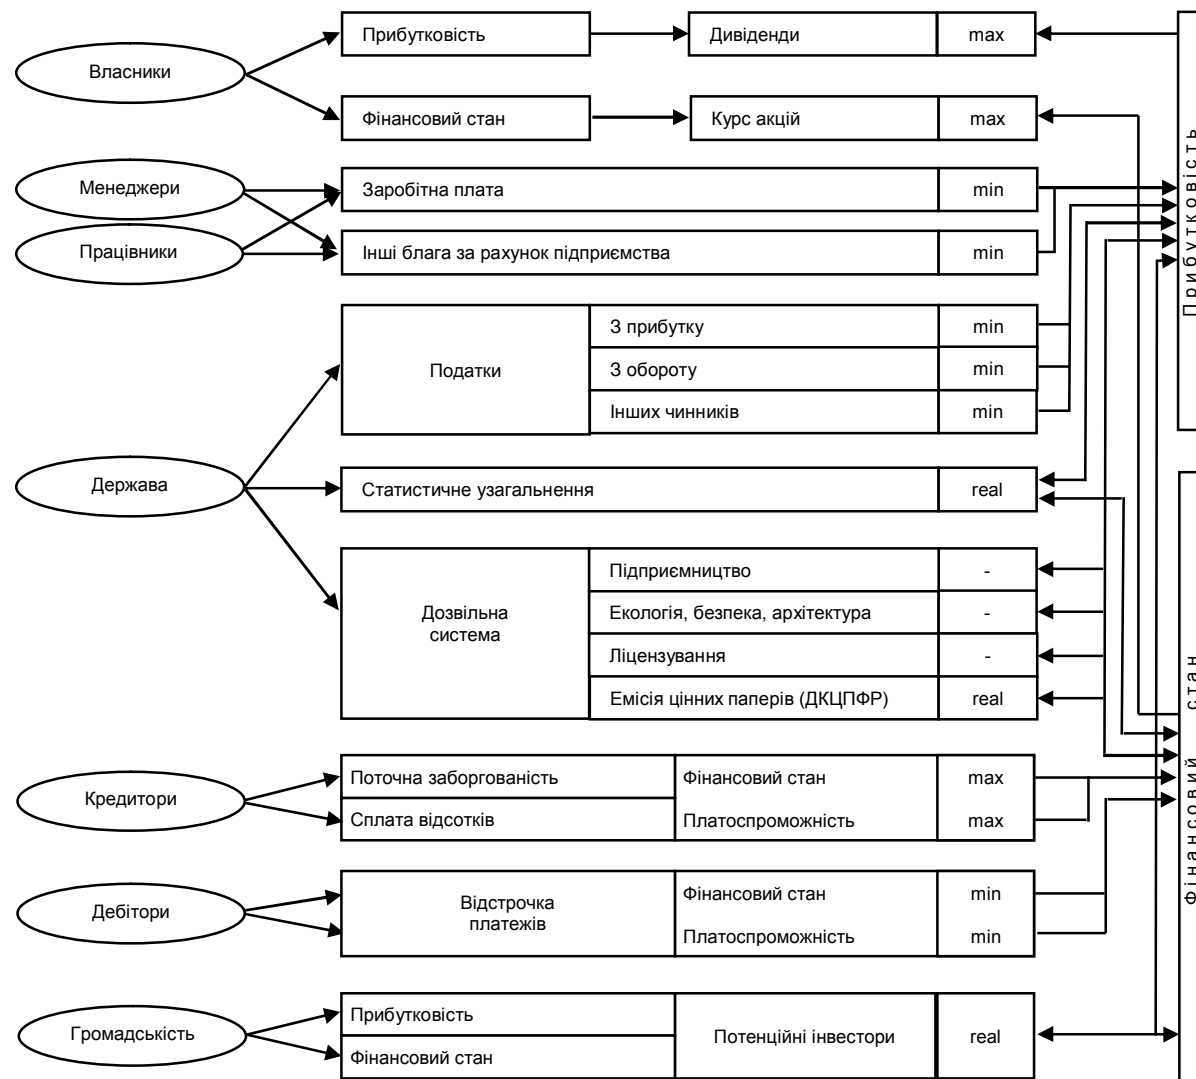 Власники
Прибутковість
Дивіденди
max
Фінансовий стан
Курс акцій
max
Менеджери
Заробітна плата
min
Працівники
Інші блага за рахунок підприємства
min
Прибутковість
Держава
Податки
З прибутку
min
З обороту
min
Інших чинників
min
Статистичне узагальнення
real
Дозвільна
система
Підприємництво
-
Екологія, безпека, архітектура
-
Ліцензування
-
Емісія цінних паперів (ДКЦПФР)
real
Фінансовий стан
Кредитори
Поточна заборгованість
Фінансовий стан
max
Сплата відсотків
Платоспроможність
max
Дебітори
Відстрочка
платежів
Фінансовий стан
min
Платоспроможність
min
Громадськість
Прибутковість
Фінансовий стан
Потенційні інвестори
real